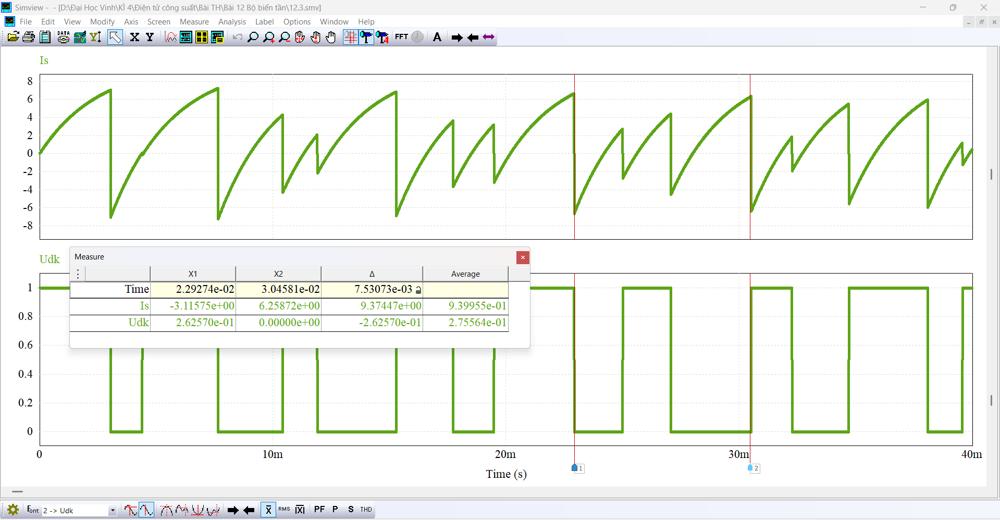 Simview - - [D:\Đại Học Vinh\KÌ 4\Điện tử công suất\Bài TH\Bài 12 Bộ biến tần\12.3.smv]
File Edit View Modify Axis Screen Measure Analysis Label Options Window Help
DATA Y X Y FFT A
Is
8
6
4
2
0
-2
-4
-6
-8
Udk
Measure
X1 X2 Δ Average
Time 2.29274e-02 3.04581e-02 7.53073e-03
Is -3.11575e+00 6.25872e+00 9.37447e+00 9.39955e-01
Udk 2.62570e-01 0.00000e+00 -2.62570e-01 2.75564e-01
1
0.8
0.6
0.4
0.2
0
0 10m 20m 30m 40m
1 2
Time (s)
Font 2 -> Udk X RMS |X| PF P S THD